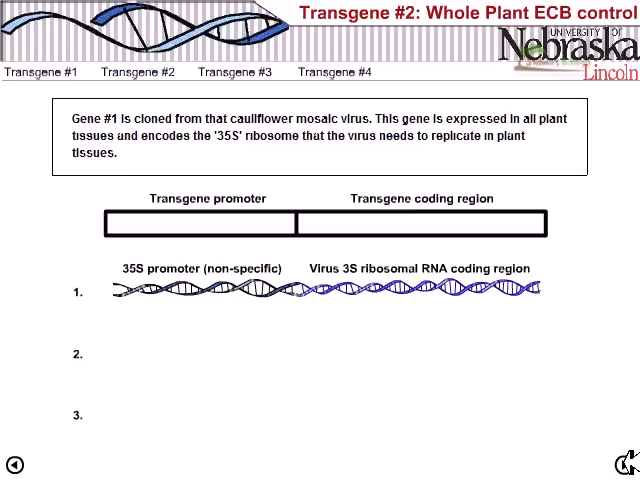 Transgene #2: Whole Plant ECB control
UNIVERSITY OF
Nebraska
Lincoln
Transgene #1 Transgene #2 Transgene #3 Transgene #4
Gene #1 is cloned from that cauliflower mosaic virus. This gene is expressed in all plant
tissues and encodes the '35S' ribosome that the virus needs to replicate in plant
tissues.
Transgene promoter Transgene coding region
35S promoter (non-specific) Virus 3S ribosomal RNA coding region
1.
2.
3.